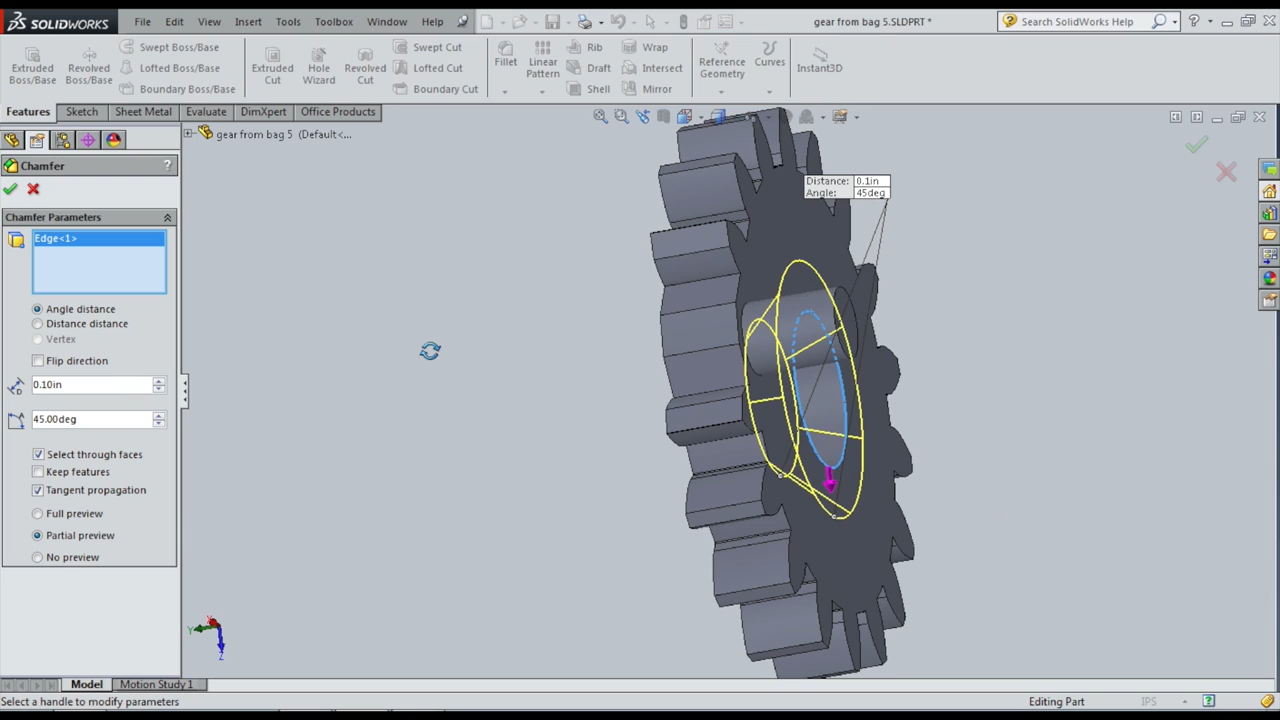 SOLIDWORKS File Edit View Insert Tools Toolbox Window Help gear from bag 5.SLDPRT * Search SolidWorks Help
Extruded Boss/Base Revolved Boss/Base Swept Boss/Base Lofted Boss/Base Boundary Boss/Base Extruded Cut Hole Wizard Revolved Cut Swept Cut Lofted Cut Boundary Cut Fillet Linear Pattern Rib Draft Shell Wrap Intersect Mirror Reference Geometry Curves Instant3D
Features Sketch Sheet Metal Evaluate DimXpert Office Products
gear from bag 5 (Default<...
Chamfer ?
Chamfer Parameters
Edge<1>
Angle distance
Distance distance
Vertex
Flip direction
0.10in
45.00deg
Select through faces
Keep features
Tangent propagation
Full preview
Partial preview
No preview
Distance: 0.1in
Angle: 45deg
X
Y
Z
Model Motion Study 1
Select a handle to modify parameters Editing Part IPS